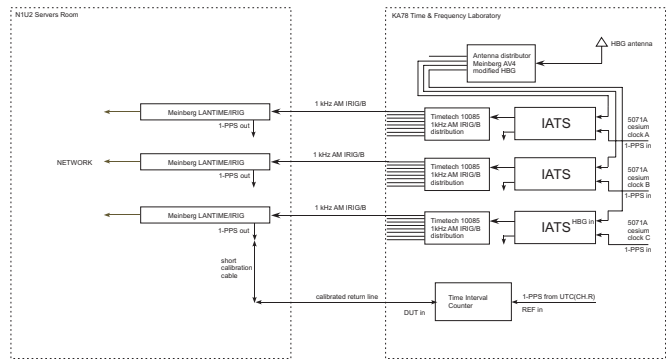 N1U2 Servers Room
KA78 Time & Frequency Laboratory
Antenna distributor
Meinberg AV4
modified HBG
HBG antenna
Meinberg LANTIME/IRIG
1-PPS out
1 kHz AM IRIG/B
Timetech 10085
1kHz AM IRIG/B
distribution
IATS
5071A
cesium
clock A
1-PPS in
NETWORK
Meinberg LANTIME/IRIG
1-PPS out
1 kHz AM IRIG/B
Timetech 10085
1kHz AM IRIG/B
distribution
IATS
5071A
cesium
clock B
1-PPS in
Meinberg LANTIME/IRIG
1-PPS out
1 kHz AM IRIG/B
Timetech 10085
1kHz AM IRIG/B
distribution
HBG in
IATS
5071A
cesium
clock C
1-PPS in
short
calibration
cable
calibrated return line
DUT in
Time Interval
Counter
1-PPS from UTC(CH.R)
REF in